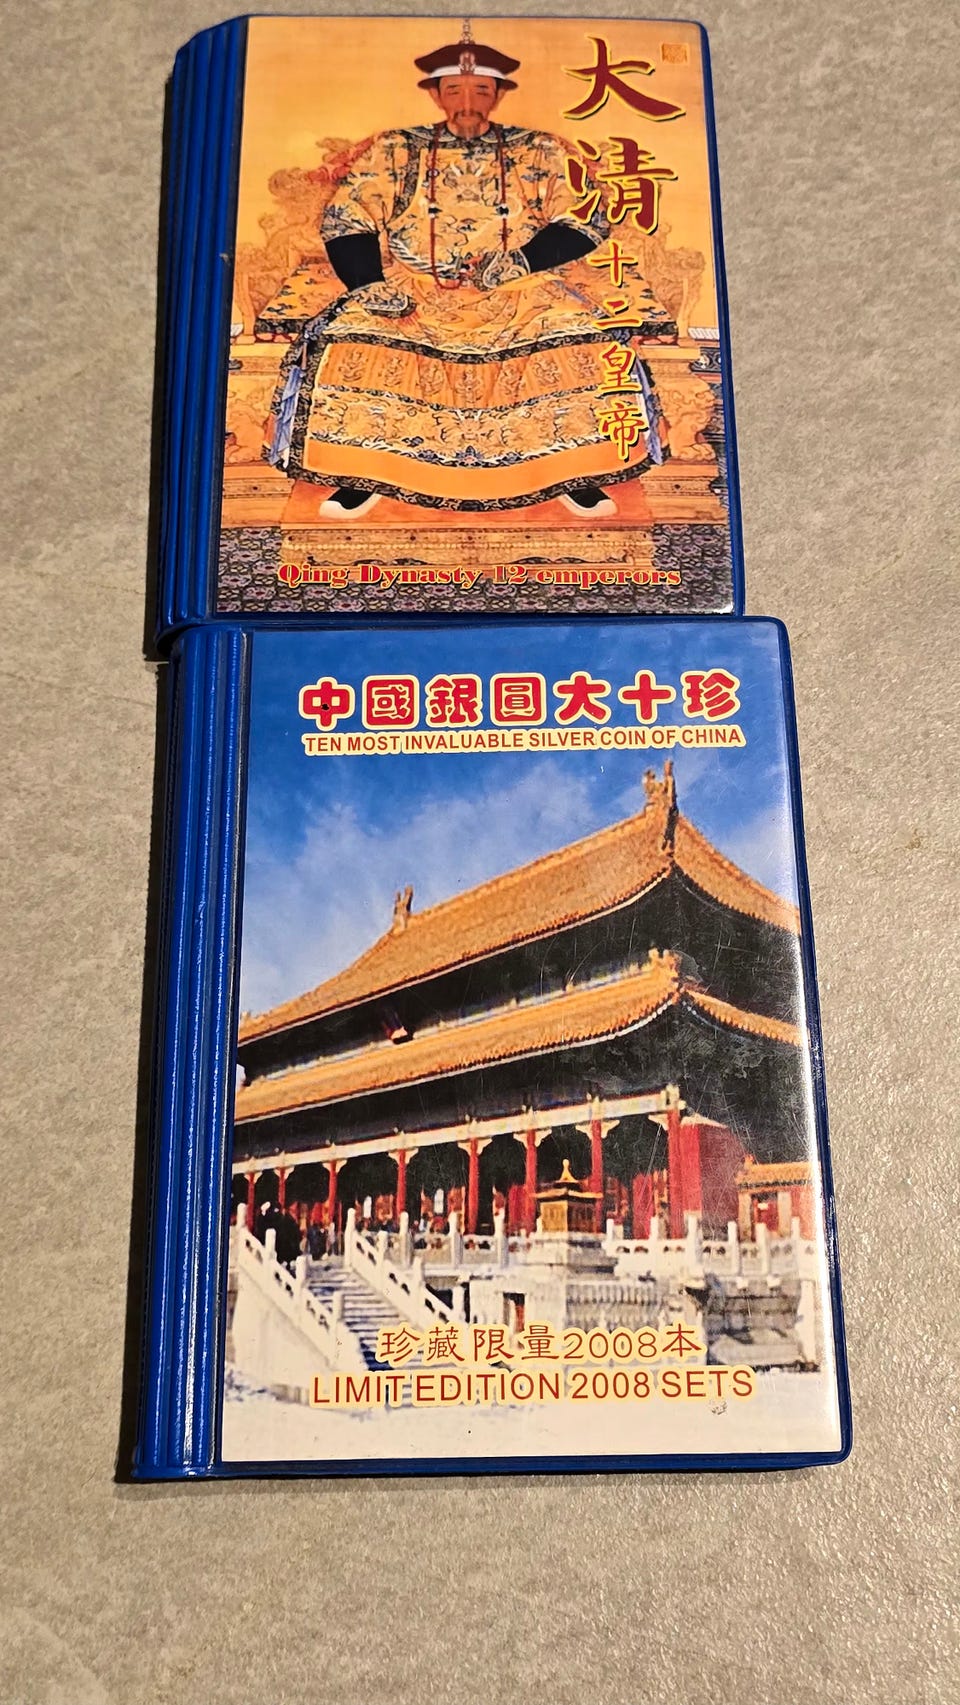 大清十二皇帝
Qing Dynasty 12 emperors
中國銀圓大十珍
TEN MOST INVALUABLE SILVER COIN OF CHINA
珍藏限量2008本
LIMIT EDITION 2008 SETS